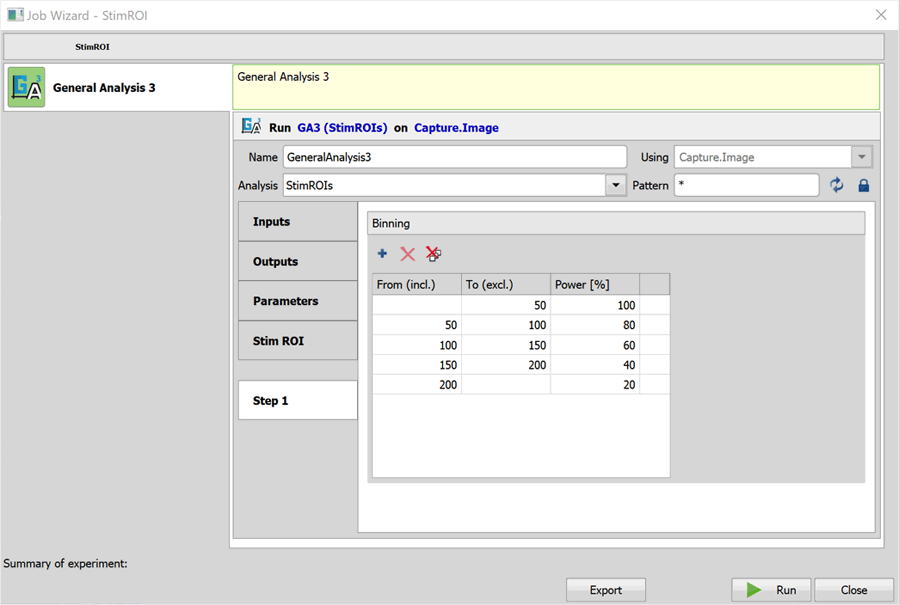 Job Wizard - StimROI
StimROI
General Analysis 3
General Analysis 3
Run GA3 (StimROIs) on Capture.Image
Name GeneralAnalysis3 Using Capture.Image
Analysis StimROIs Pattern *
Inputs
Outputs
Parameters
Stim ROI
Step 1
Binning
From (incl.) To (excl.) Power [%]
50 100
50 100 80
100 150 60
150 200 40
200 20
Summary of experiment:
Export Run Close